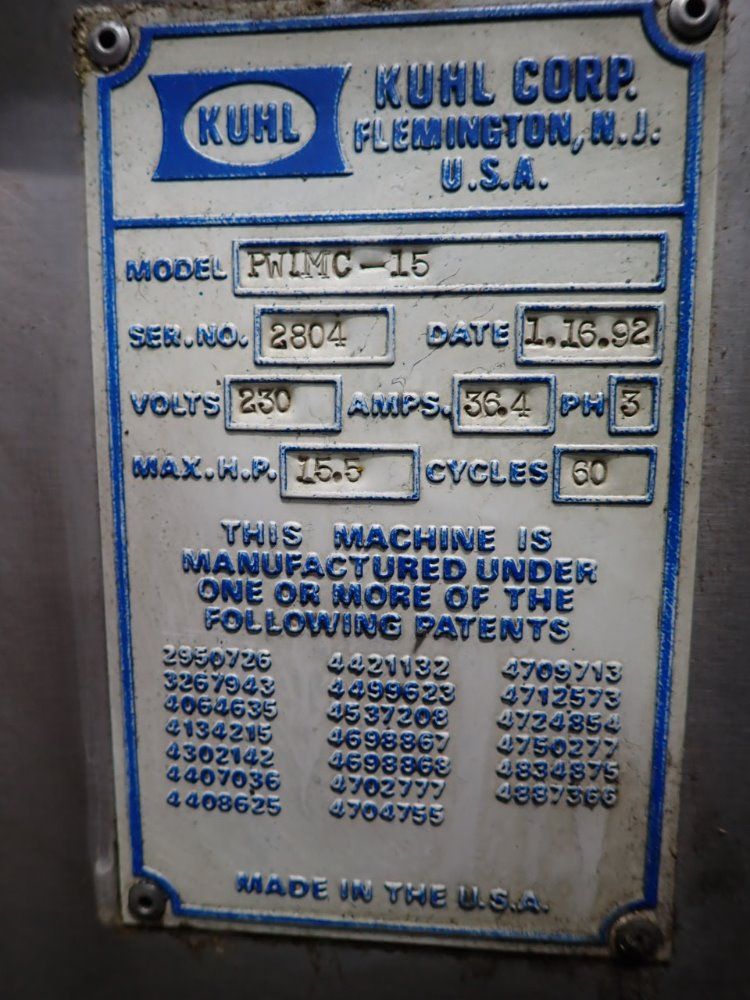 KUHL
KUHL CORP.
FLEMINGTON, N.J.
U.S.A.
MODEL PWIMC-15
SER.NO. 2804 DATE 1.16.92
VOLTS 230 AMPS. 36.4 PH 3
MAX.H.P. 15.5 CYCLES 60
THIS MACHINE IS
MANUFACTURED UNDER
ONE OR MORE OF THE
FOLLOWING PATENTS
2950726 4421132 4709713
3267943 4499623 4712573
4064635 4537208 4724854
4134215 4698867 4750277
4302142 4698868 4834875
4407036 4702777 4887366
4408625 4704755
MADE IN THE U.S.A.